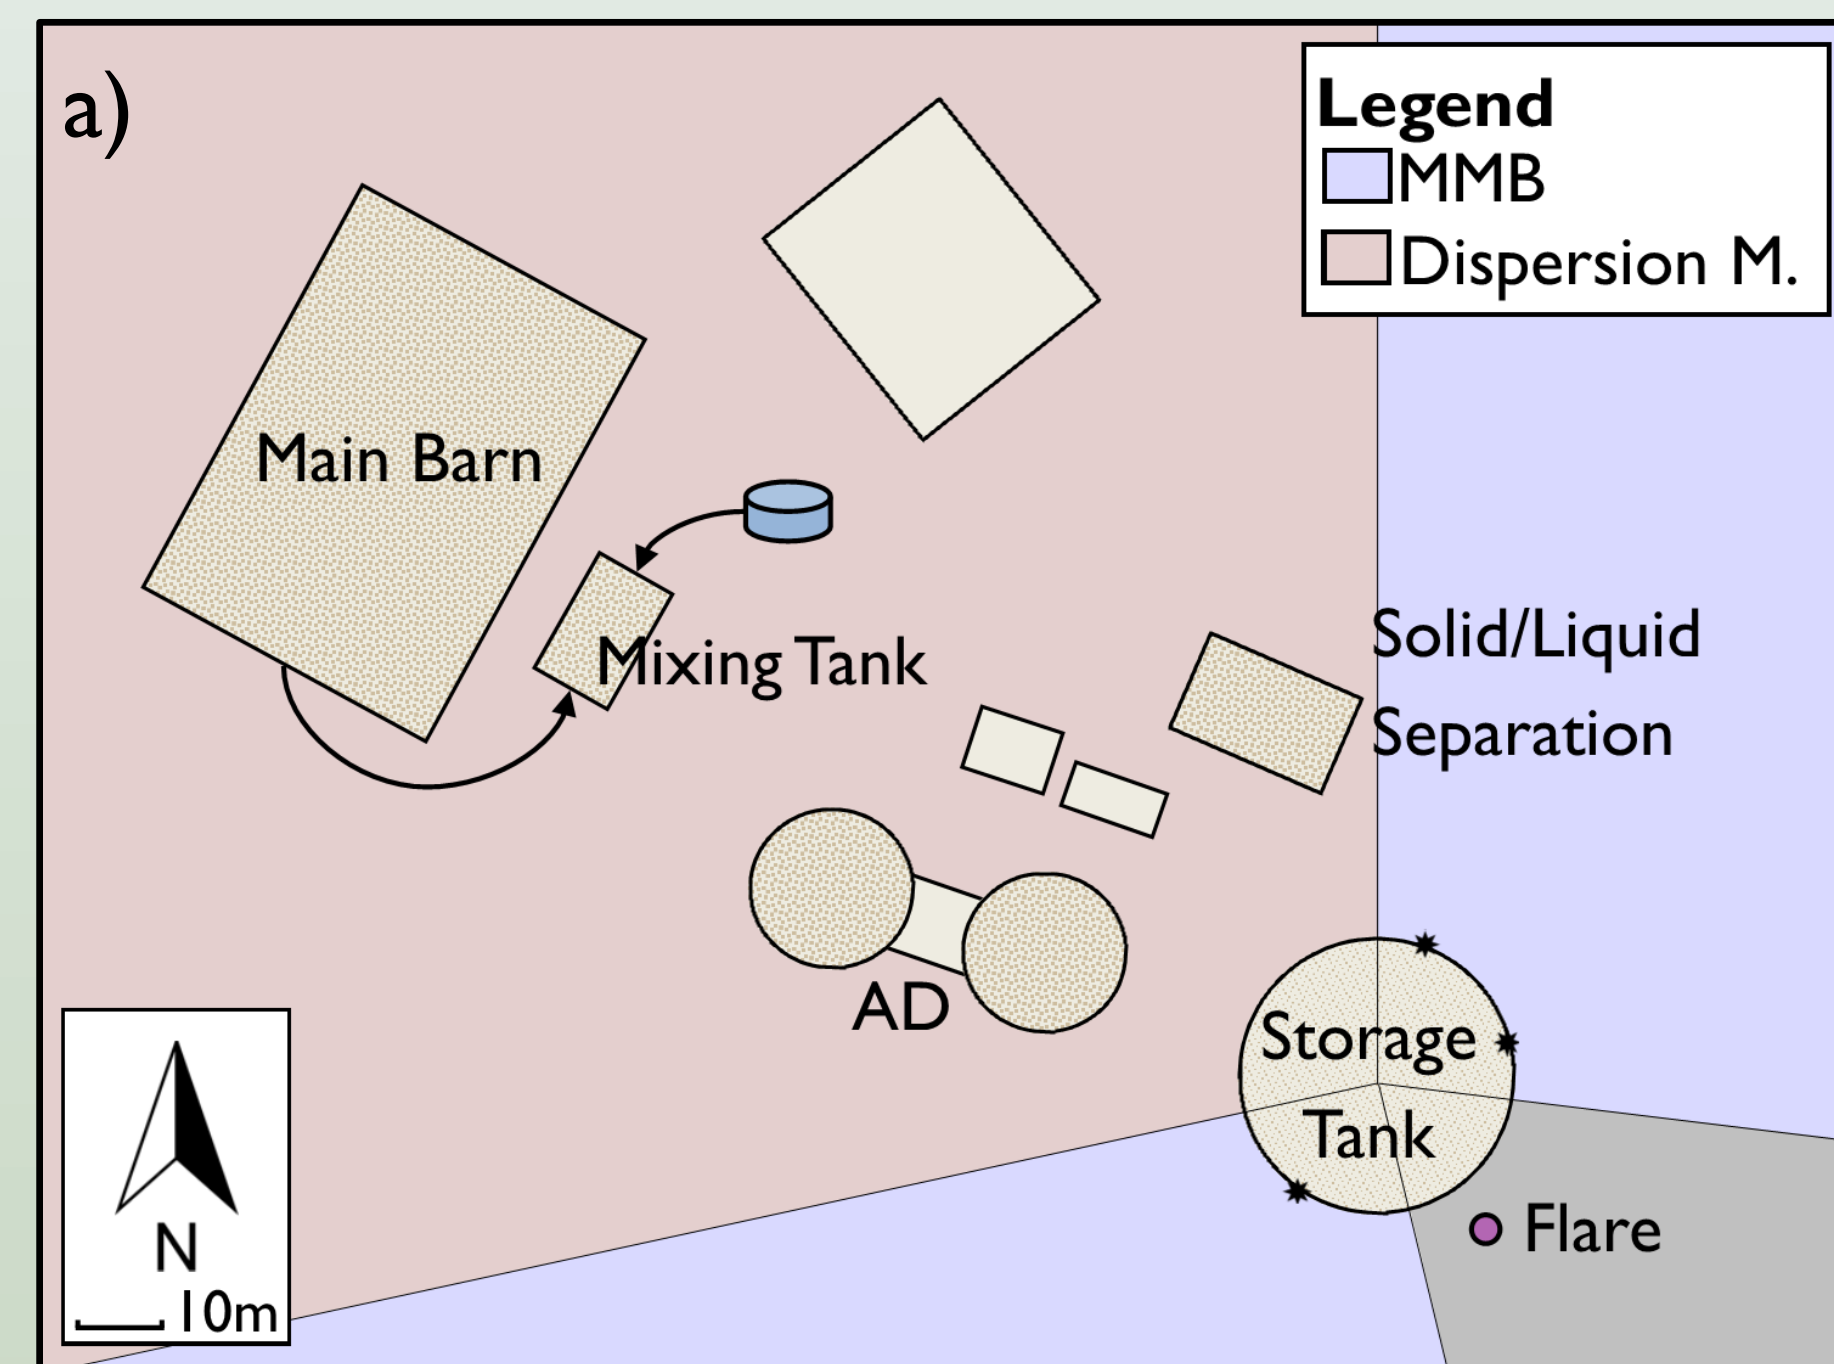 a)
Legend
MMB
Dispersion M.
Main Barn
Mixing Tank
Solid/Liquid
Separation
AD
Storage
Tank
Flare
N
10m